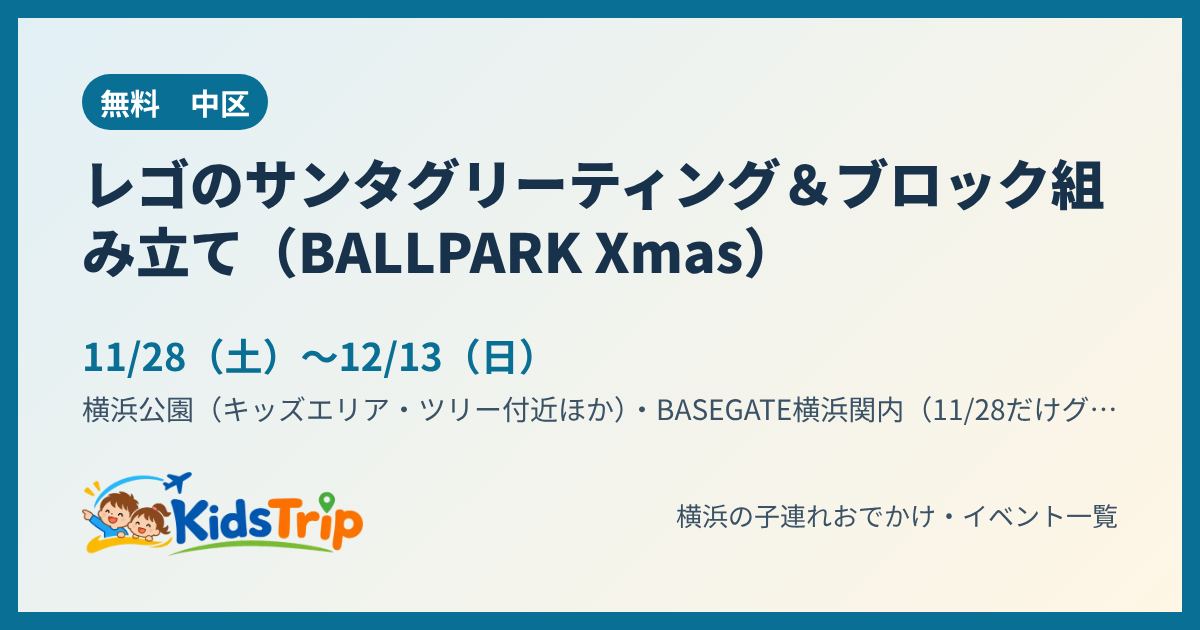 無料　中区
レゴのサンタグリーティング＆ブロック組
み立て（BALLPARK Xmas）
11/28（土）〜12/13（日）
横浜公園（キッズエリア・ツリー付近ほか）・BASEGATE横浜関内（11/28だけグ…
KidsTrip
横浜の子連れおでかけ・イベント一覧